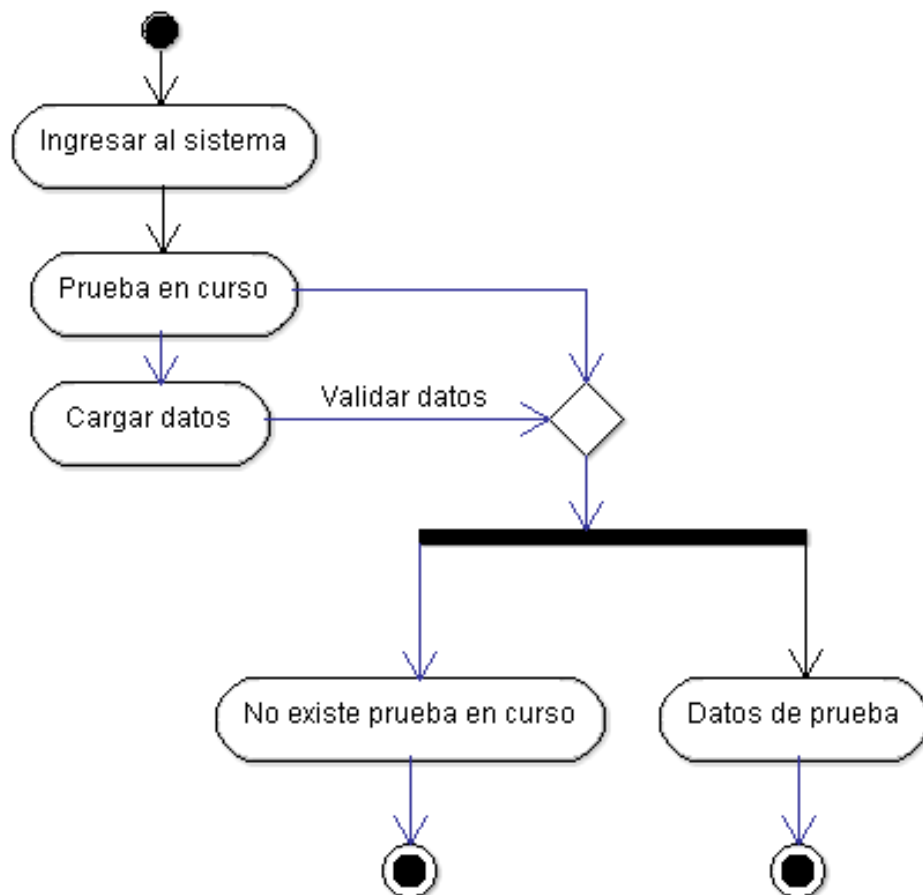 Ingresar al sistema
Prueba en curso
Cargar datos
Validar datos
No existe prueba en curso
Datos de prueba